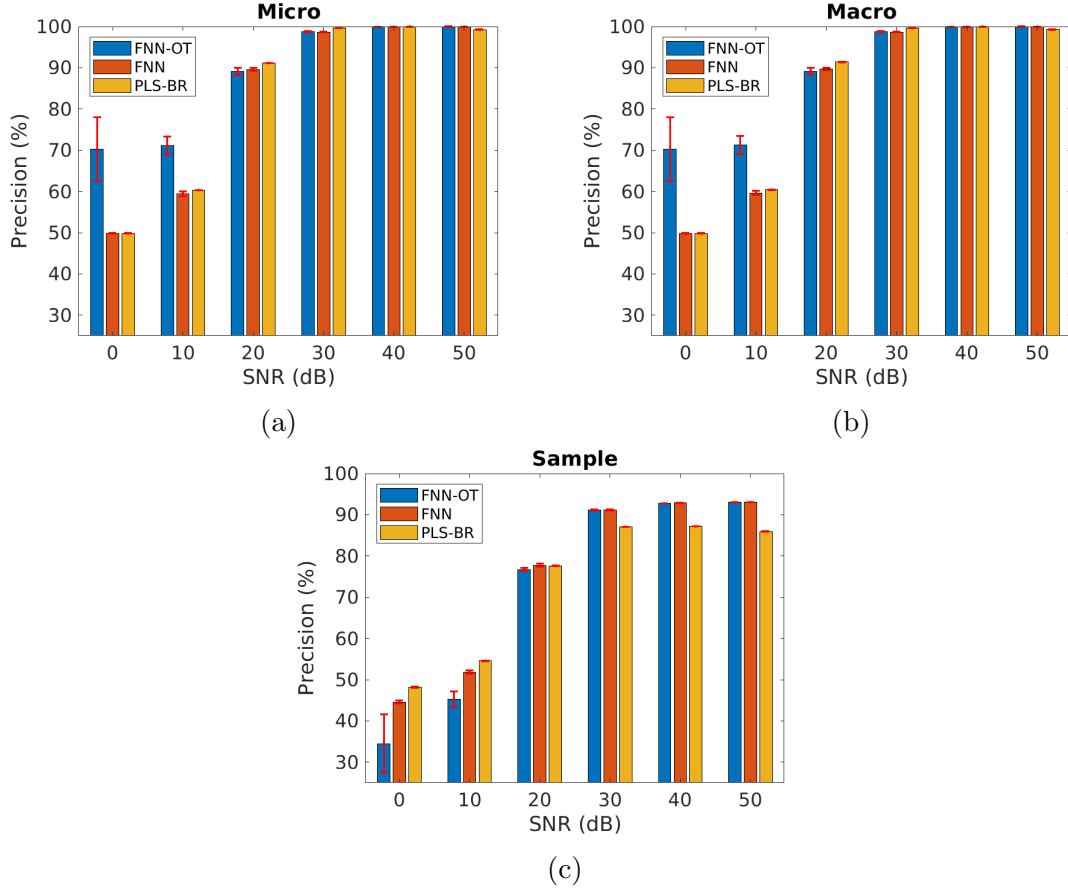 Micro
Precision (%)
100
90
80
70
60
50
40
30
FNN-OT
FNN
PLS-BR
0 10 20 30 40 50
SNR (dB)
(a)
Macro
Precision (%)
100
90
80
70
60
50
40
30
FNN-OT
FNN
PLS-BR
0 10 20 30 40 50
SNR (dB)
(b)
Sample
Precision (%)
100
90
80
70
60
50
40
30
FNN-OT
FNN
PLS-BR
0 10 20 30 40 50
SNR (dB)
(c)